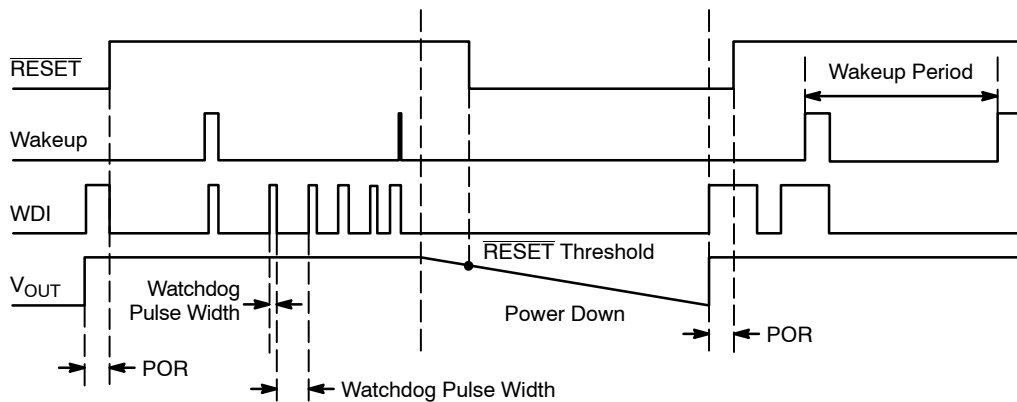 RESET
Wakeup Period
Wakeup
WDI
RESET Threshold
VOUT
Watchdog
Pulse Width
Power Down
POR
POR
Watchdog Pulse Width